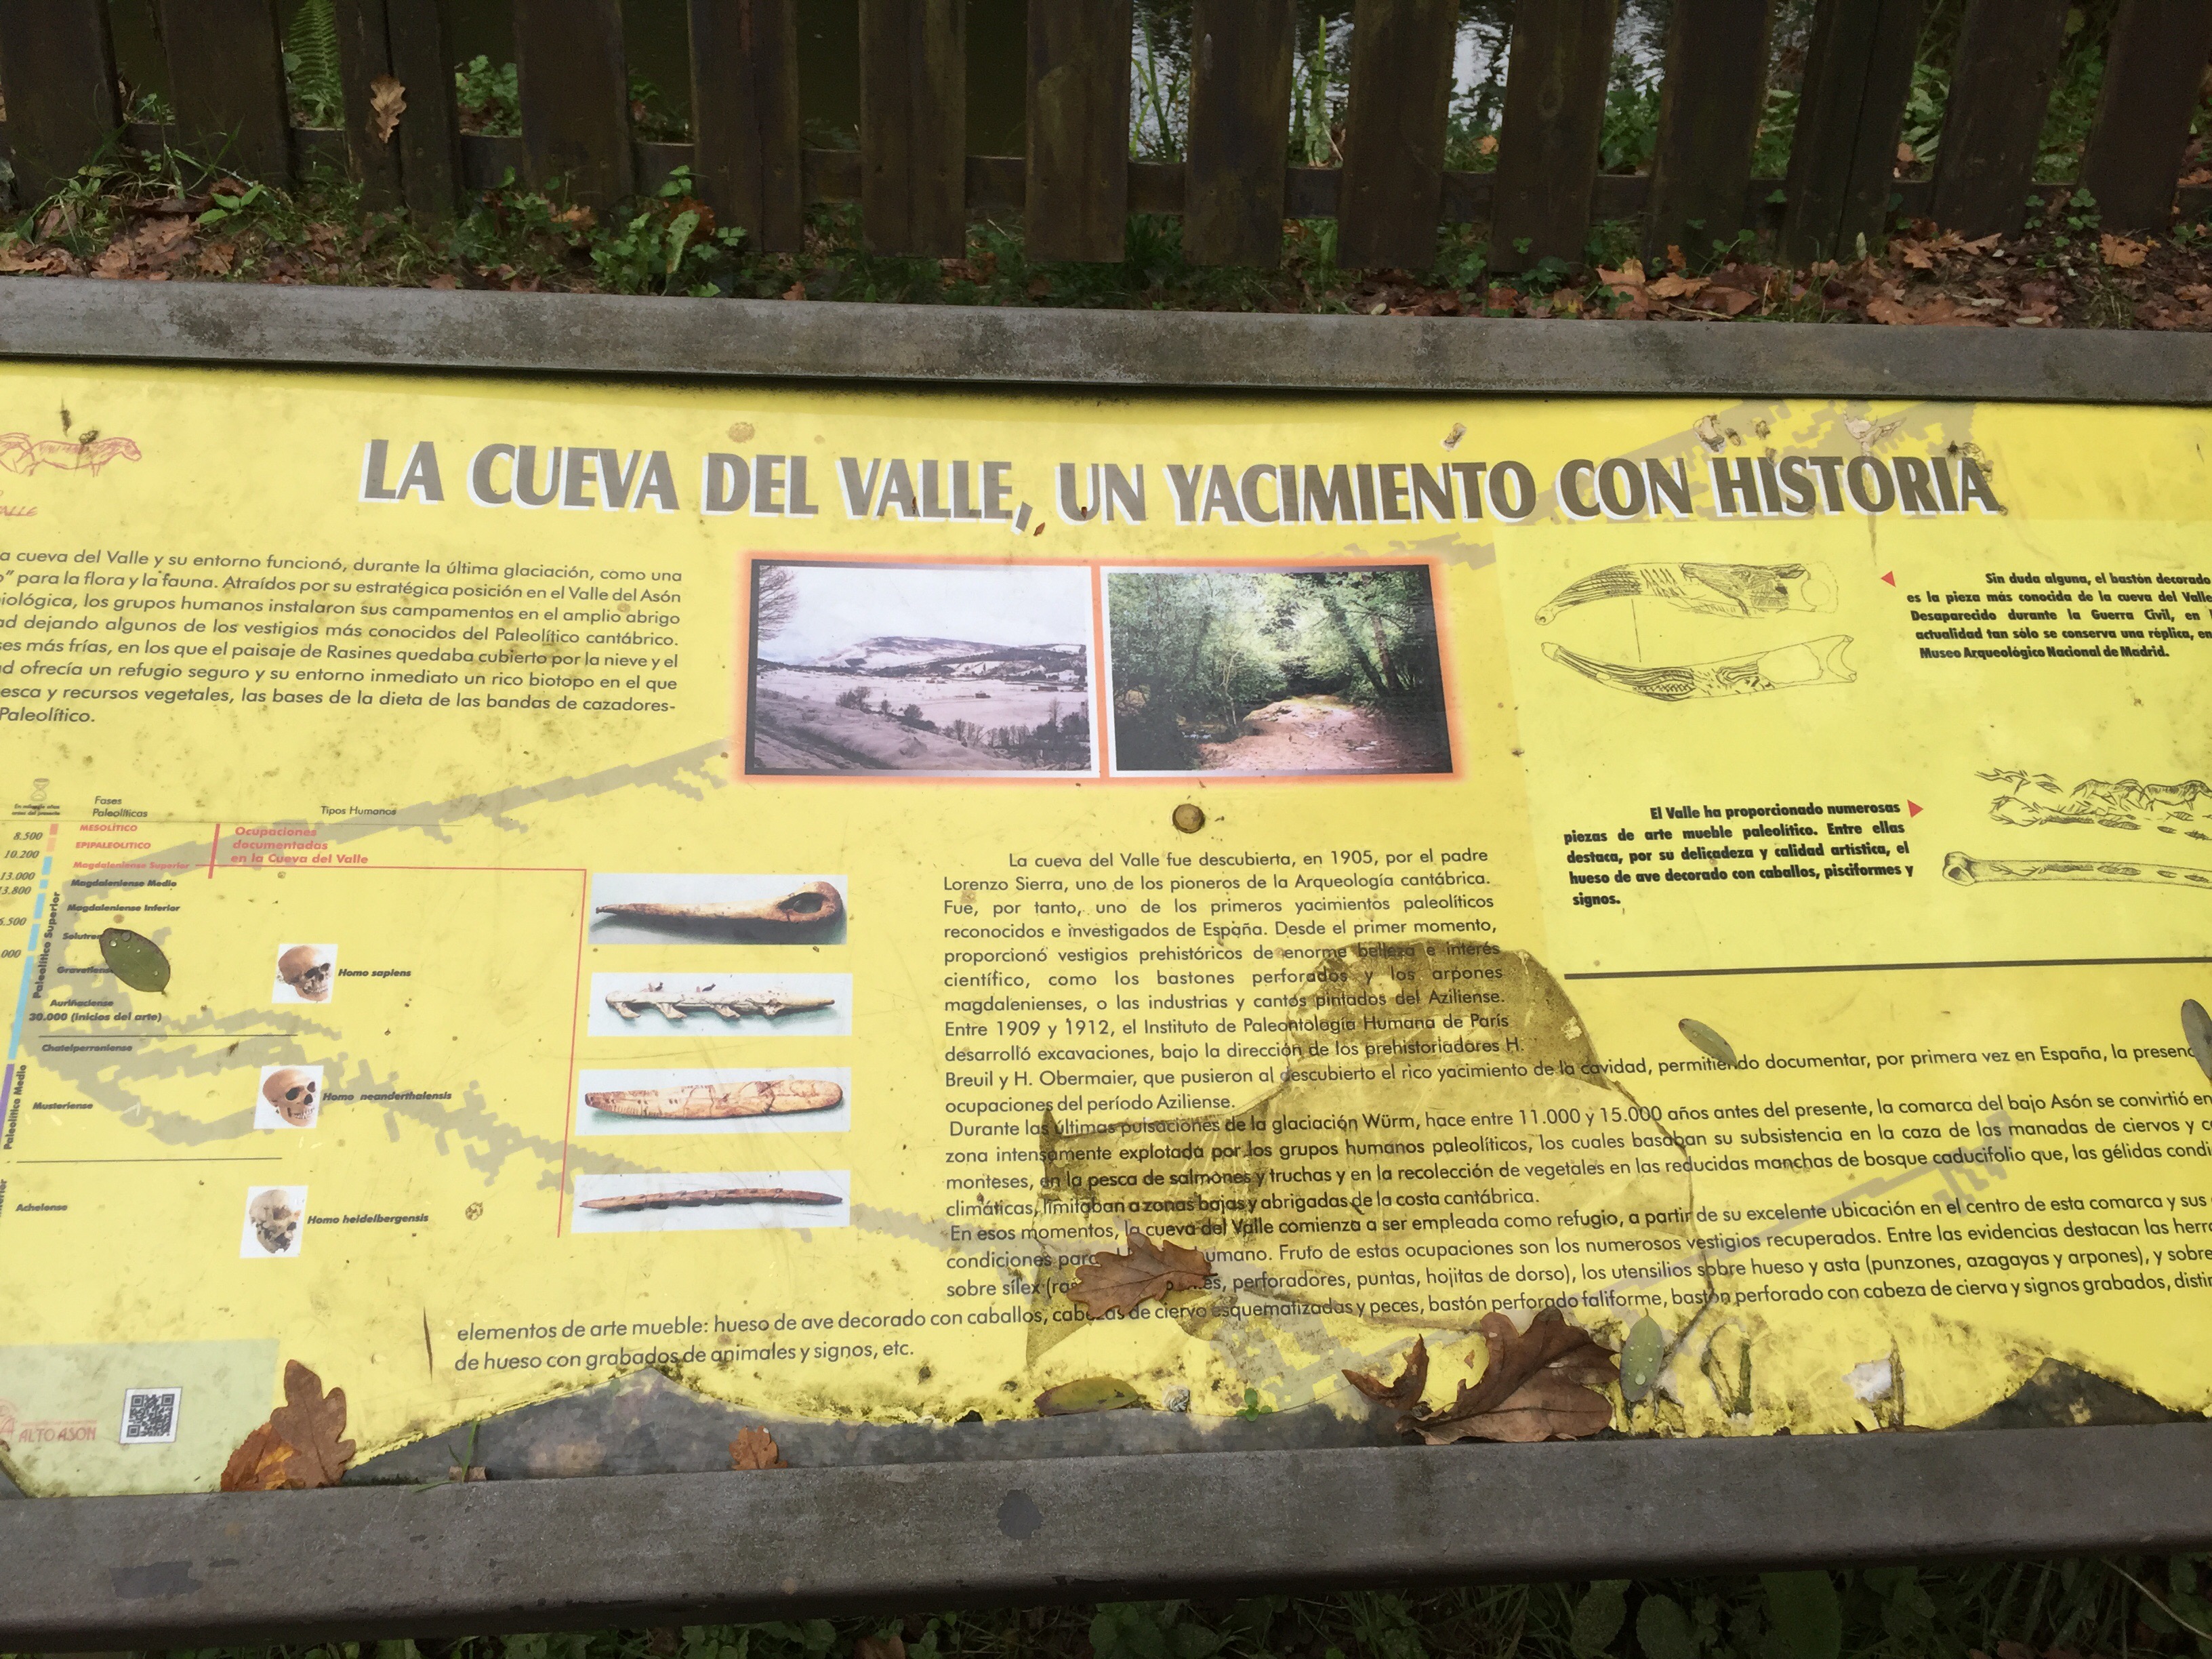 LA CUEVA DEL VALLE, UN YACIMIENTO CON HISTORIA
a cueva del Valle y su entorno funcionó, durante la última glaciación, como una
para la flora y la fauna. Atraídos por su estratégica posición en el Valle del Asón
iológica, los grupos humanos instalaron sus campamentos en el amplio abrigo
ad dejando algunos de los vestigios más conocidos del Paleolítico cantábrico.
ses más frías, en los que el paisaje de Rasines quedaba cubierto por la nieve y el
ad ofrecía un refugio seguro y su entorno inmediato un rico biotopo en el que
esca y recursos vegetales, las bases de la dieta de las bandas de cazadores-
Paleolítico.
Sin duda alguna, el bastón decorado
es la pieza más conocida de la cueva del Valle
Desaparecido durante la Guerra Civil, en
actualidad tan sólo se conserva una réplica, en
Museo Arqueológico Nacional de Madrid.
El Valle ha proporcionado numerosas
piezas de arte mueble paleolítico. Entre ellas
destaca, por su delicadeza y calidad artística, el
hueso de ave decorado con caballos, pisciformes y
signos.
Fases
Paleolíticas
Tipos Humanos
8.500
MESOLÍTICO
10.200
EPIPALEOLITICO
Ocupaciones
documentadas
en la Cueva del Valle
13.000
Magdaleniense Superior
13.800
Magdaleniense Medio
Magdaleniense Inferior
6.500
000
Paleolítico Superior
Auriñaciense
30.000 (inicios del arte)
Homo sapiens
Chatelperroniense
Musteriense
Homo neanderthalensis
Paleolítico Medio
Achelense
Homo heidelbergensis
La cueva del Valle fue descubierta, en 1905, por el padre
Lorenzo Sierra, uno de los pioneros de la Arqueología cantábrica.
Fue, por tanto, uno de los primeros yacimientos paleolíticos
reconocidos e investigados de España. Desde el primer momento,
proporcionó vestigios prehistóricos de enorme belleza e interés
científico, como los bastones perforados y los arpones
magdalenienses, o las industrias y cantos pintados del Aziliense.
Entre 1909 y 1912, el Instituto de Paleontología Humana de París
desarrolló excavaciones, bajo la dirección de los prehistoriadores H.
Breuil y H. Obermaier, que pusieron al descubierto el rico yacimiento de la cavidad, permitiendo documentar, por primera vez en España, la presenc
ocupaciones del período Aziliense.
Durante las últimas pulsaciones de la glaciación Würm, hace entre 11.000 y 15.000 años antes del presente, la comarca del bajo Asón se convirtió en
zona intensamente explotada por los grupos humanos paleolíticos, los cuales basaban su subsistencia en la caza de las manadas de ciervos y c
monteses, en la pesca de salmones y truchas y en la recolección de vegetales en las reducidas manchas de bosque caducifolio que, las gélidas condi
climáticas, limitaban a zonas bajas y abrigadas de la costa cantábrica.
En esos momentos, la cueva del Valle comienza a ser empleada como refugio, a partir de su excelente ubicación en el centro de esta comarca y sus
condiciones para umano. Fruto de estas ocupaciones son los numerosos vestigios recuperados. Entre las evidencias destacan las herra
sobre sílex (ras es, perforadores, puntas, hojitas de dorso), los utensilios sobre hueso y asta (punzones, azagayas y arpones), y sobre
elementos de arte mueble: hueso de ave decorado con caballos, cabezas de ciervo esquematizadas y peces, bastón perforado faliforme, bastón perforado con cabeza de cierva y signos grabados, distin
de hueso con grabados de animales y signos, etc.
ALTO ASON